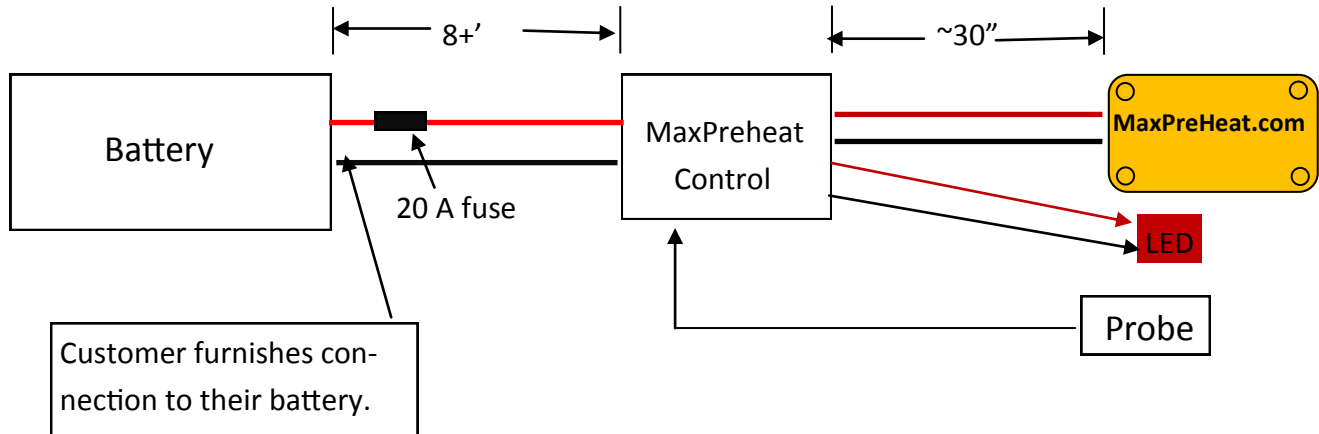 8+’
~30”
Battery
MaxPreheat
Control
MaxPreHeat.com
20 A fuse
LED
Probe
Customer furnishes con-
nection to their battery.